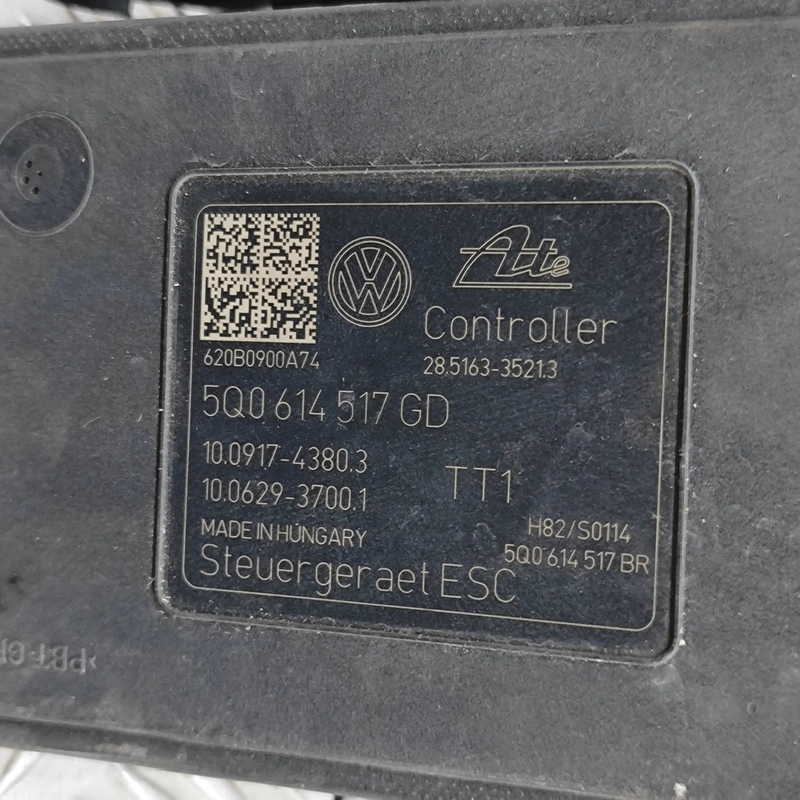 Ate
Controller
620B0900A74
28.5163-3521.3
5Q0 614 517 GD
10.0917-4380.3
10.0629-3700.1
TT1
MADE IN HUNGARY
H82/S0114
5Q0 614 517 BR
Steuergeraet ESC